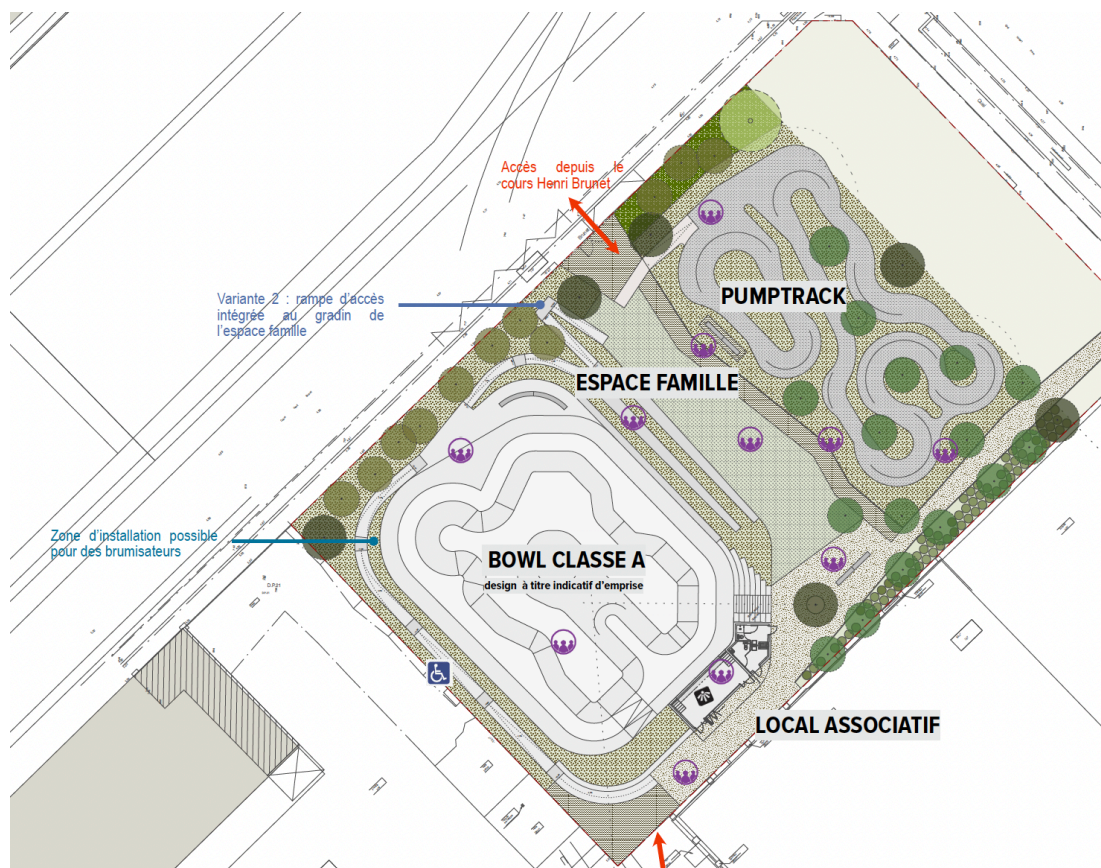 Accès depuis le
cours Henri Brunet
PUMPTRACK
Variante 2 : rampe d'accès
intégrée au gradin de
l'espace famille
ESPACE FAMILLE
Zone d'installation possible
pour des brumisateurs
BOWL CLASSE A
design à titre indicatif d'emprise
LOCAL ASSOCIATIF